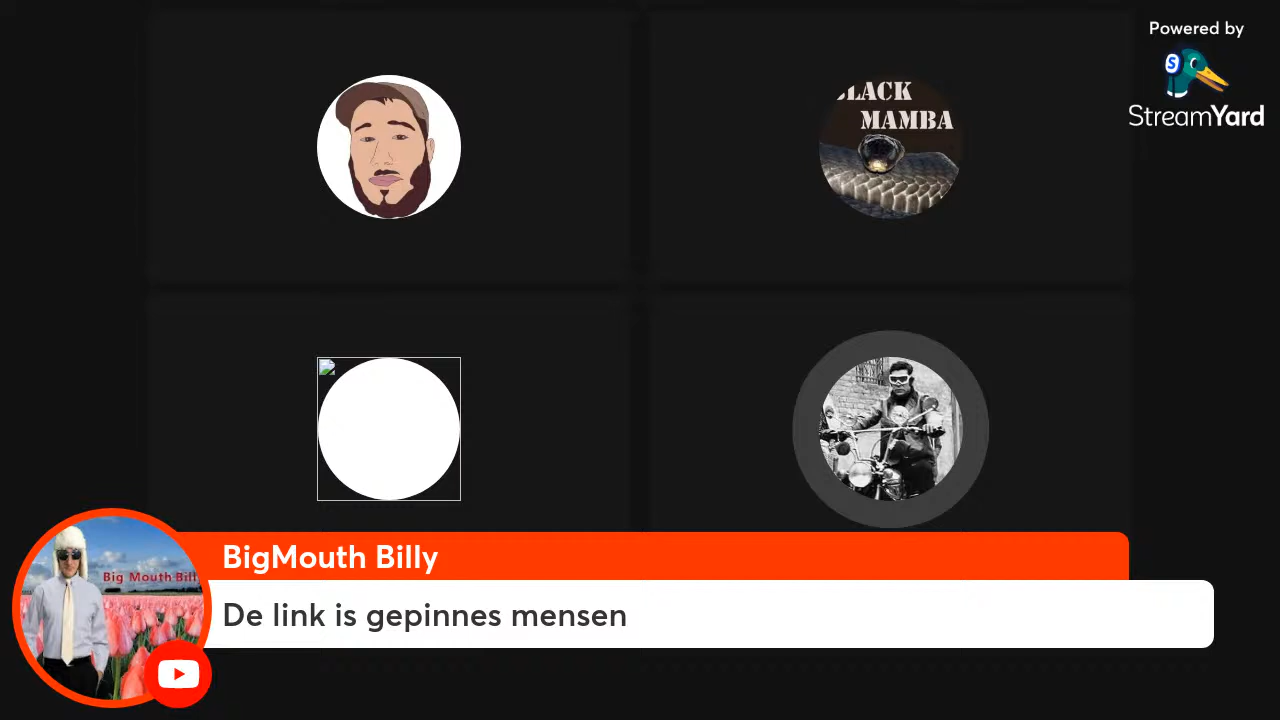 Powered by
S
StreamYard
LACK
MAMBA
BigMouth Billy
Big Mouth Bill
De link is gepinnes mensen